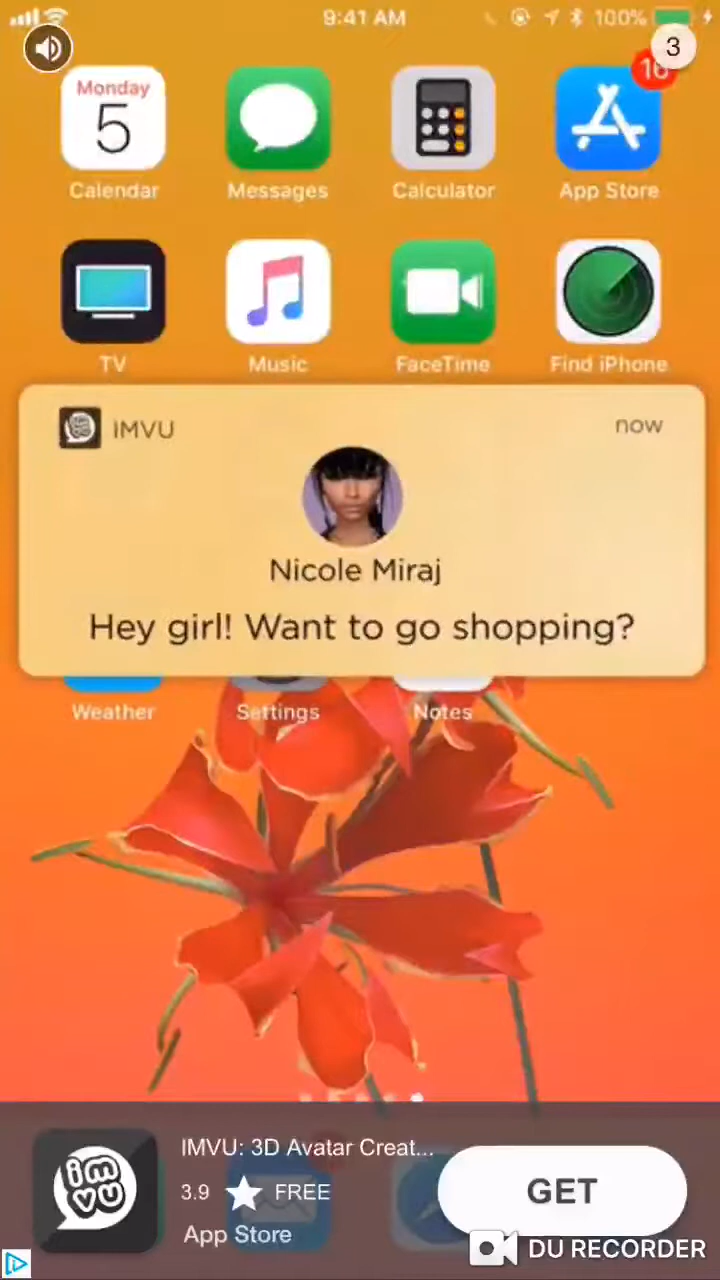 9:41 AM
100%
3
16
Monday
5
Calendar
Messages
Calculator
App Store
TV
Music
FaceTime
Find iPhone
IMVU
now
Nicole Miraj
Hey girl! Want to go shopping?
Weather
Settings
Notes
imvu
IMVU: 3D Avatar Creat...
3.9 ★ FREE
App Store
GET
DU RECORDER